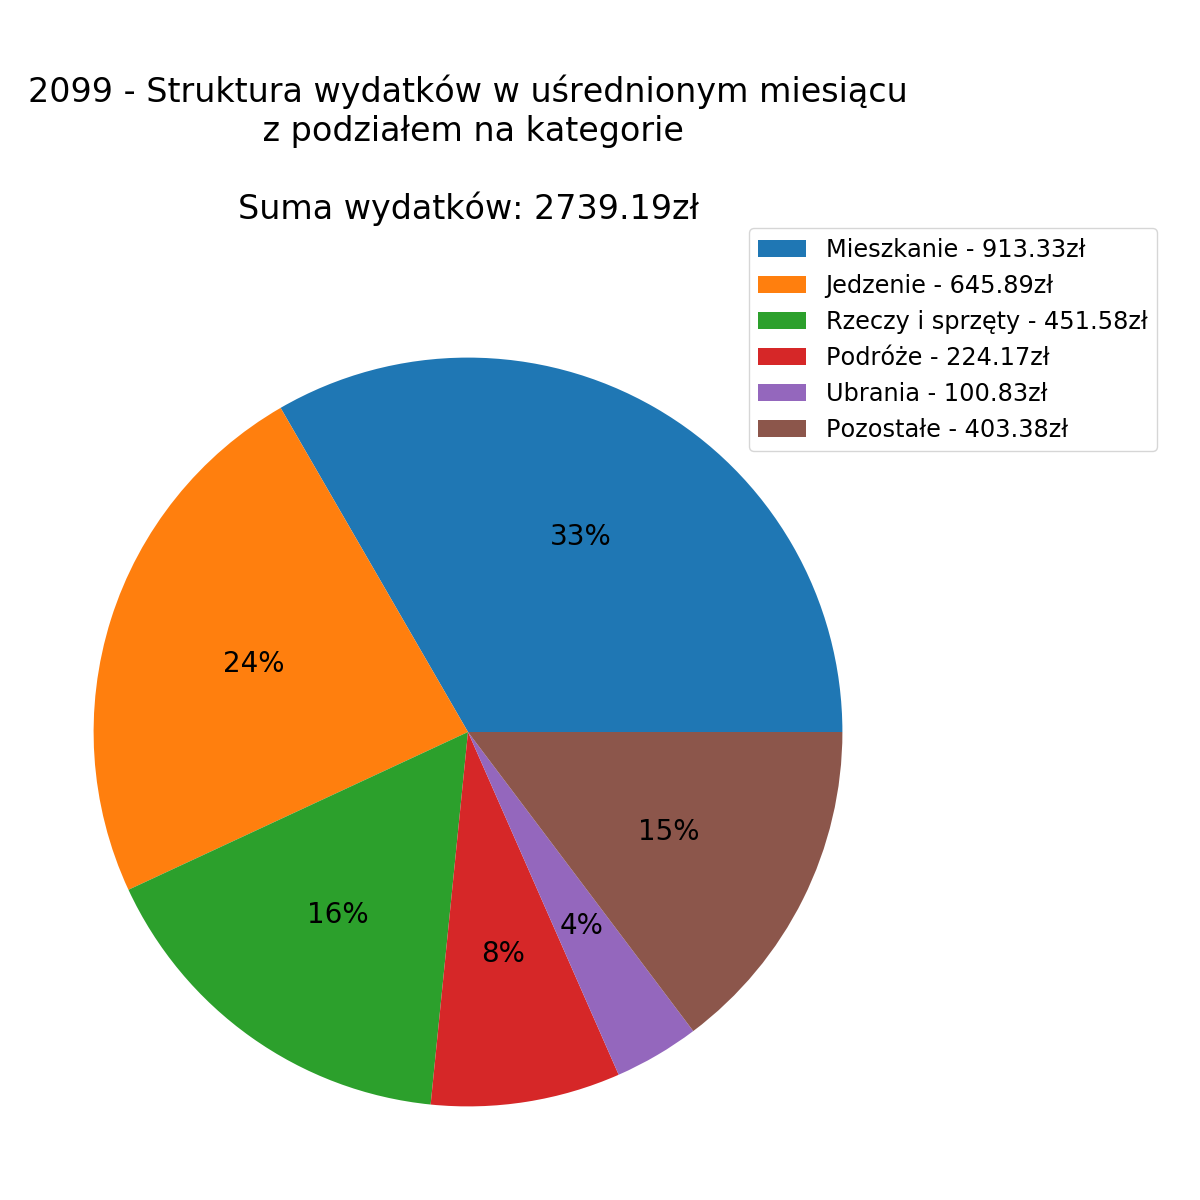 2099 - Struktura wydatków w uśrednionym miesiącu
z podziałem na kategorie
Suma wydatków: 2739.19zł
Mieszkanie - 913.33zł
Jedzenie - 645.89zł
Rzeczy i sprzęty - 451.58zł
Podróże - 224.17zł
Ubrania - 100.83zł
Pozostałe - 403.38zł
33%
24%
15%
16%
4%
8%